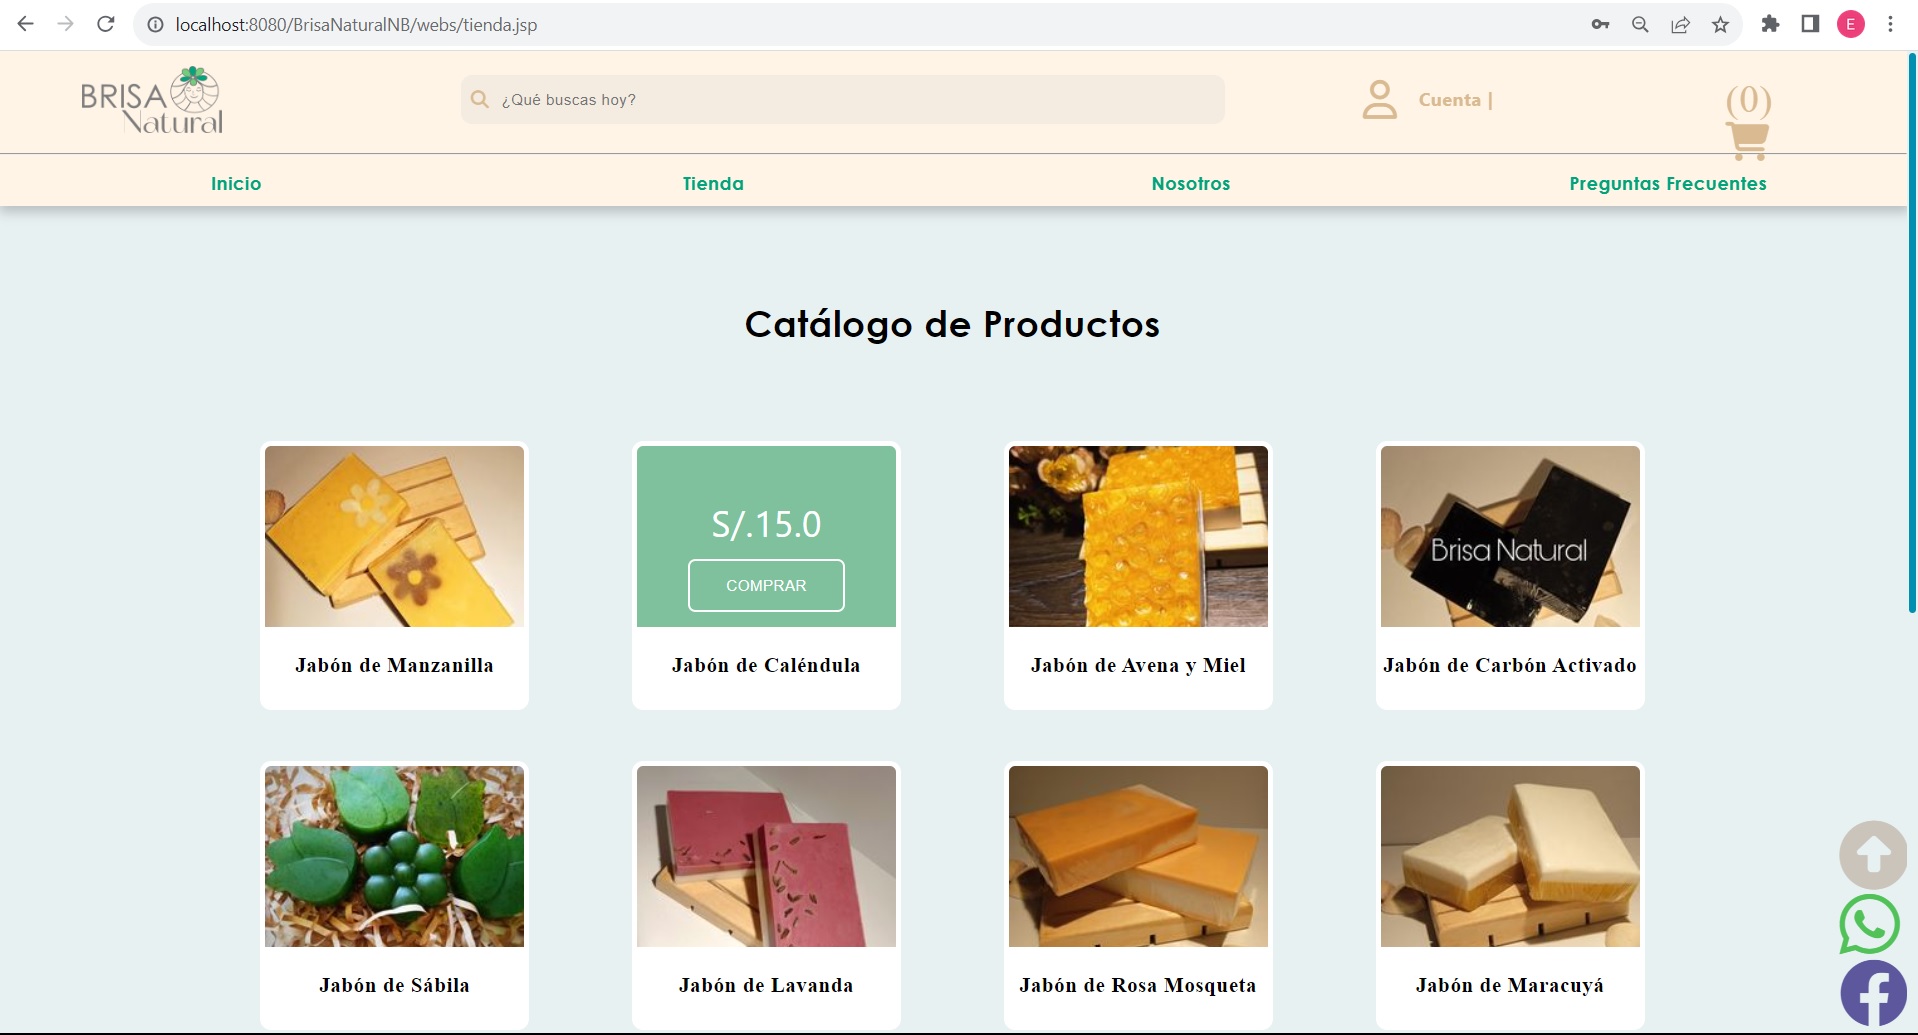 localhost:8080/BrisaNaturalNB/webs/tienda.jsp
E
BRISA
Natural
¿Qué buscas hoy?
Cuenta |
(0)
Inicio
Tienda
Nosotros
Preguntas Frecuentes
Catálogo de Productos
S/.15.0
COMPRAR
Brisa Natural
Jabón de Manzanilla
Jabón de Caléndula
Jabón de Avena y Miel
Jabón de Carbón Activado
Jabón de Sábila
Jabón de Lavanda
Jabón de Rosa Mosqueta
Jabón de Maracuyá